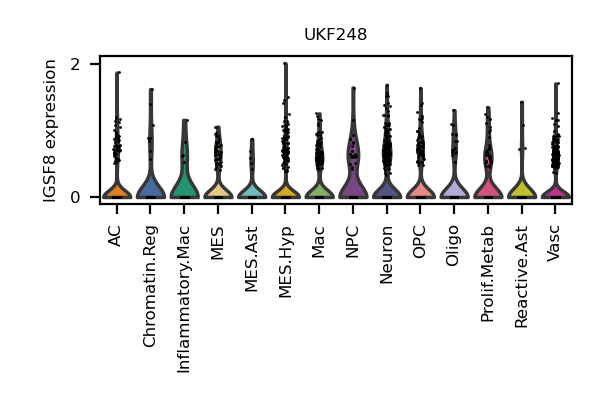 UKF248
IGSF8 expression
2
0
AC
Chromatin.Reg
Inflammatory.Mac
MES
MES.Ast
MES.Hyp
Mac
NPC
Neuron
OPC
Oligo
Prolif.Metab
Reactive.Ast
Vasc